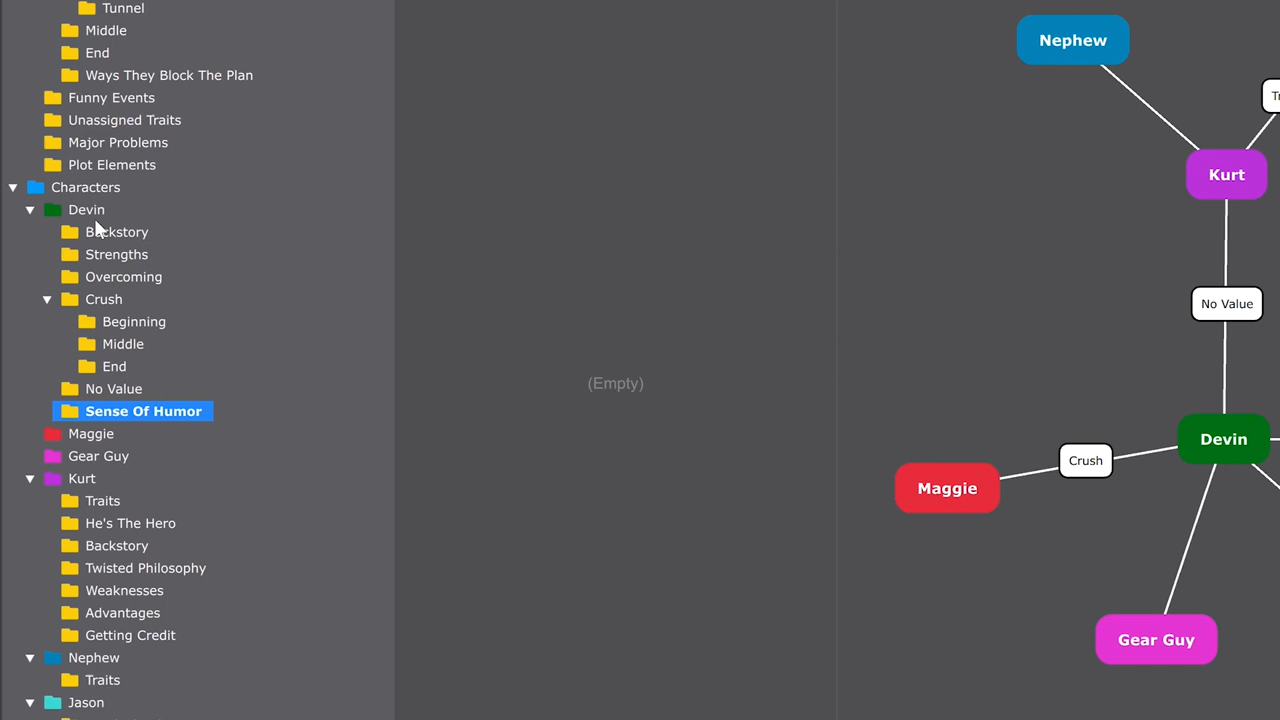 Tunnel
Middle
End
Ways They Block The Plan
Funny Events
Unassigned Traits
Major Problems
Plot Elements
Characters
Devin
Backstory
Strengths
Overcoming
Crush
Beginning
Middle
End
No Value
Sense Of Humor
Maggie
Gear Guy
Kurt
Traits
He's The Hero
Backstory
Twisted Philosophy
Weaknesses
Advantages
Getting Credit
Nephew
Traits
Jason
(Empty)
Nephew
Kurt
No Value
Devin
Crush
Maggie
Gear Guy